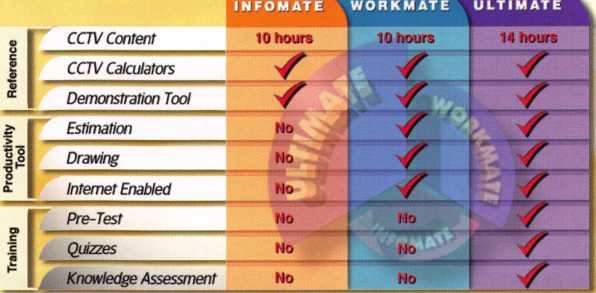 INFOMATE WORKMATE ULTIMATE
Reference
CCTV Content 10 hours 10 hours 14 hours
CCTV Calculators
Demonstration Tool
Productivity
Tool
Estimation No
Drawing No
Internet Enabled No
Training
Pre-Test No No
Quizzes No No
Knowledge Assessment No No
ULTIMATE
WORKMATE
INFOMATE